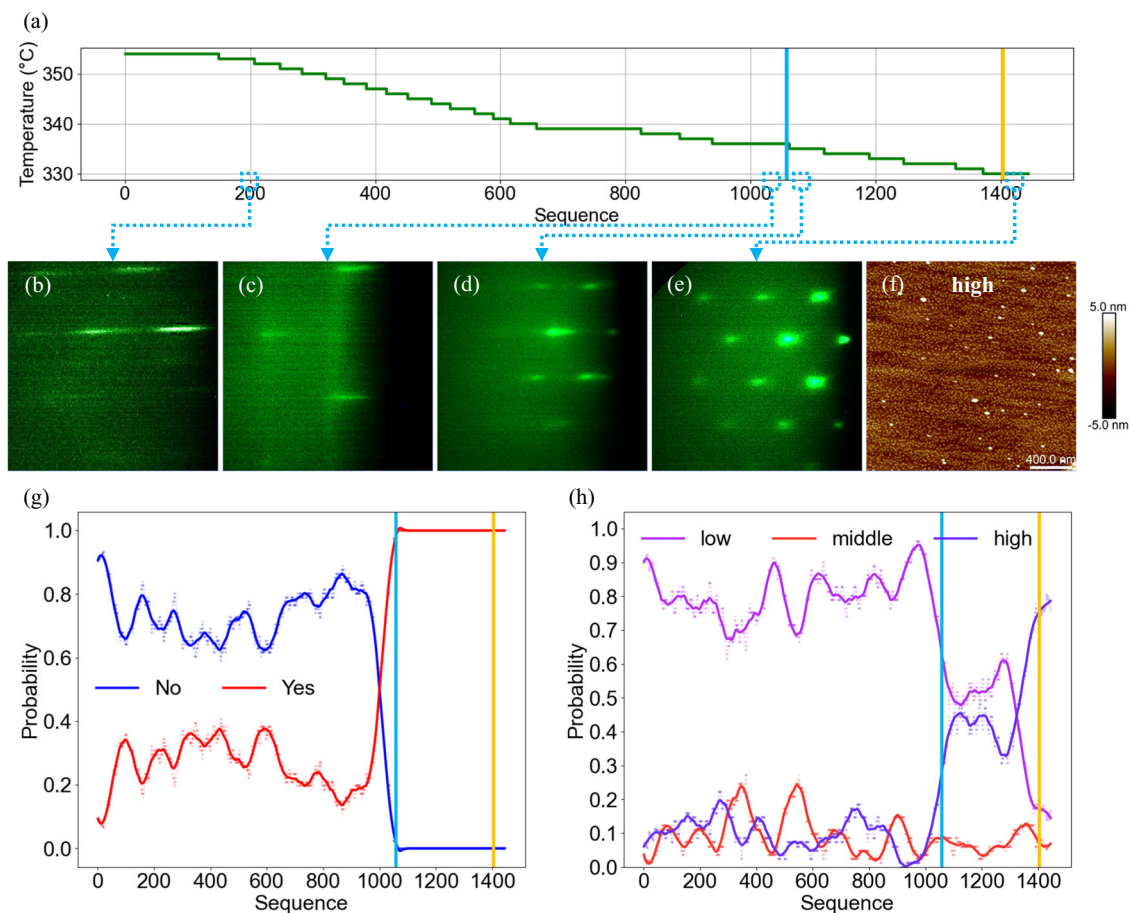 (a)
Temperature (°C)
350
340
330
0 200 400 600 800 1000 1200 1400
Sequence
(b) (c) (d) (e) (f) high
5.0 nm
-5.0 nm
400.0 nm
(g) (h)
1.0
0.8
0.6
0.4
0.2
0.0
Probability
No Yes
0 200 400 600 800 1000 1200 1400
Sequence
1.0
0.9
0.8
0.7
0.6
0.5
0.4
0.3
0.2
0.1
0.0
Probability
low middle high
0 200 400 600 800 1000 1200 1400
Sequence